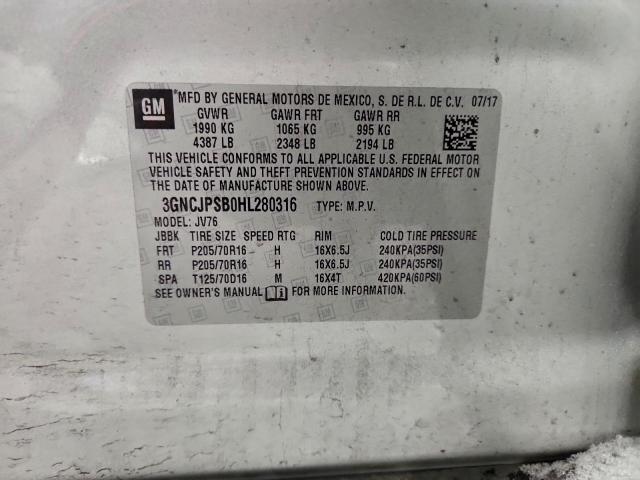 GM
*MFD BY GENERAL MOTORS DE MEXICO, S. DE R.L. DE C.V. 07/17
GVWR GAWR FRT GAWR RR
1990 KG 1065 KG 995 KG
4387 LB 2348 LB 2194 LB
THIS VEHICLE CONFORMS TO ALL APPLICABLE U.S. FEDERAL MOTOR
VEHICLE SAFETY AND THEFT PREVENTION STANDARDS IN EFFECT ON
THE DATE OF MANUFACTURE SHOWN ABOVE.
3GNCJPSB0HL280316 TYPE: M.P.V.
MODEL: JV76
JBBK TIRE SIZE SPEED RTG RIM COLD TIRE PRESSURE
FRT P205/70R16 H 16X6.5J 240KPA(35PSI)
RR P205/70R16 H 16X6.5J 240KPA(35PSI)
SPA T125/70D16 M 16X4T 420KPA(60PSI)
SEE OWNER'S MANUAL FOR MORE INFORMATION.